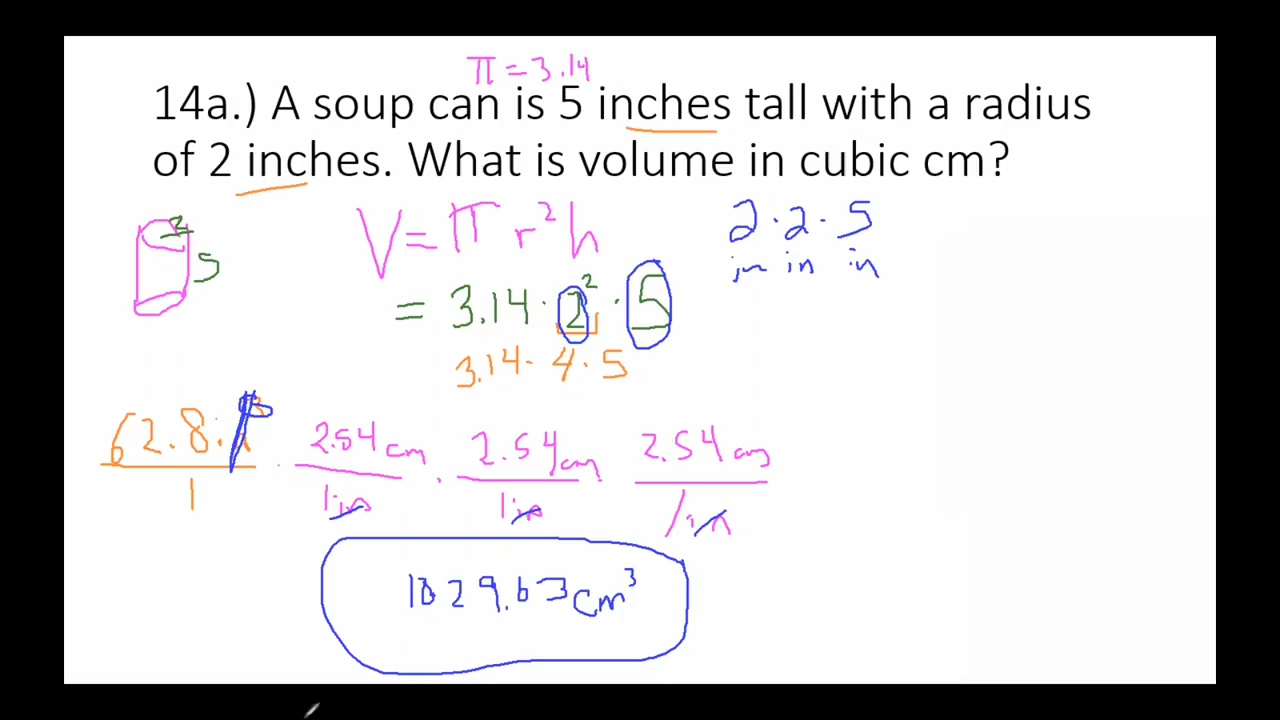 π = 3.14
14a.) A soup can is 5 inches tall with a radius
of 2 inches. What is volume in cubic cm?
2
5
V = π r² h
2 · 2 · 5
in in in
= 3.14 · 2² · 5
3.14 · 4 · 5
62.8 in³ / 1 · 2.54 cm / 1 in · 2.54 cm / 1 in · 2.54 cm / 1 in
1029.63 cm³